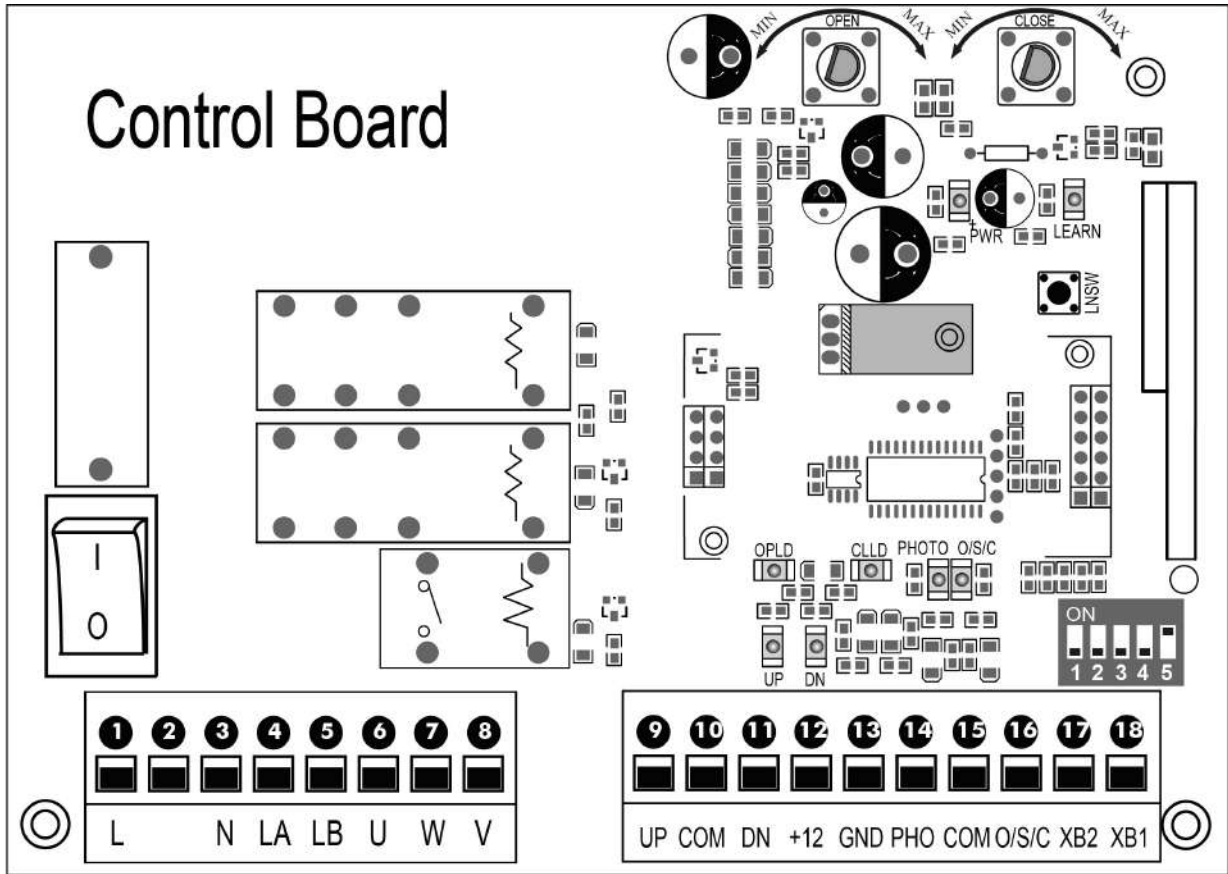 MIN OPEN MAX MIN CLOSE MAX
Control Board
+
PWR LEARN
LNSW
OPLD CLLD PHOTO O/S/C
I
O
ON
1 2 3 4 5
UP DN
1 2 3 4 5 6 7 8
L N LA LB U W V
9 10 11 12 13 14 15 16 17 18
UP COM DN +12 GND PHO COM O/S/C XB2 XB1